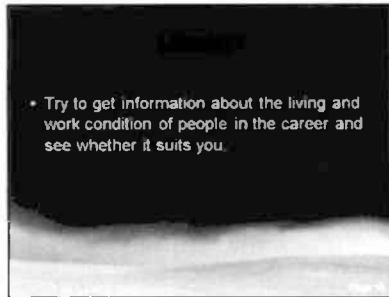 • Try to get information about the living and
work condition of people in the career and
see whether it suits you.